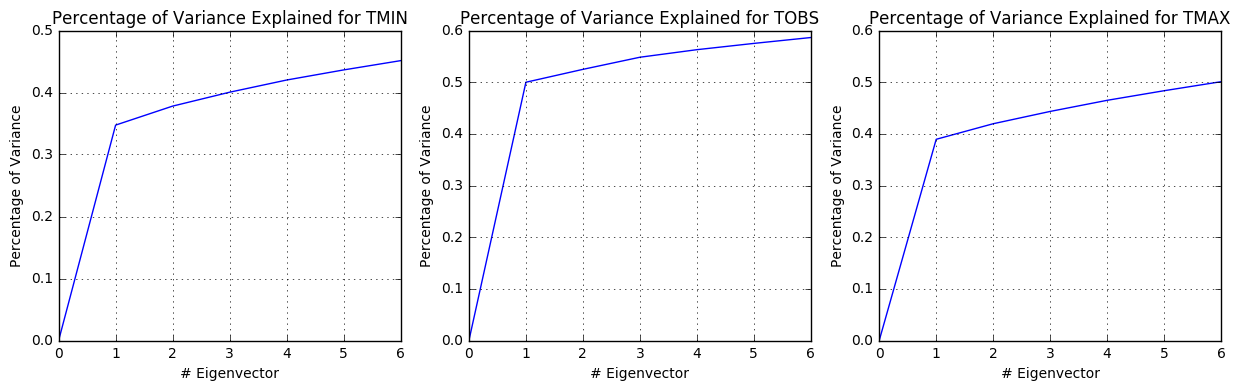 Percentage of Variance Explained for TMIN
0.5
0.4
0.3
0.2
0.1
0.0
Percentage of Variance
0 1 2 3 4 5 6
# Eigenvector
Percentage of Variance Explained for TOBS
0.6
0.5
0.4
0.3
0.2
0.1
0.0
Percentage of Variance
0 1 2 3 4 5 6
# Eigenvector
Percentage of Variance Explained for TMAX
0.6
0.5
0.4
0.3
0.2
0.1
0.0
Percentage of Variance
0 1 2 3 4 5 6
# Eigenvector